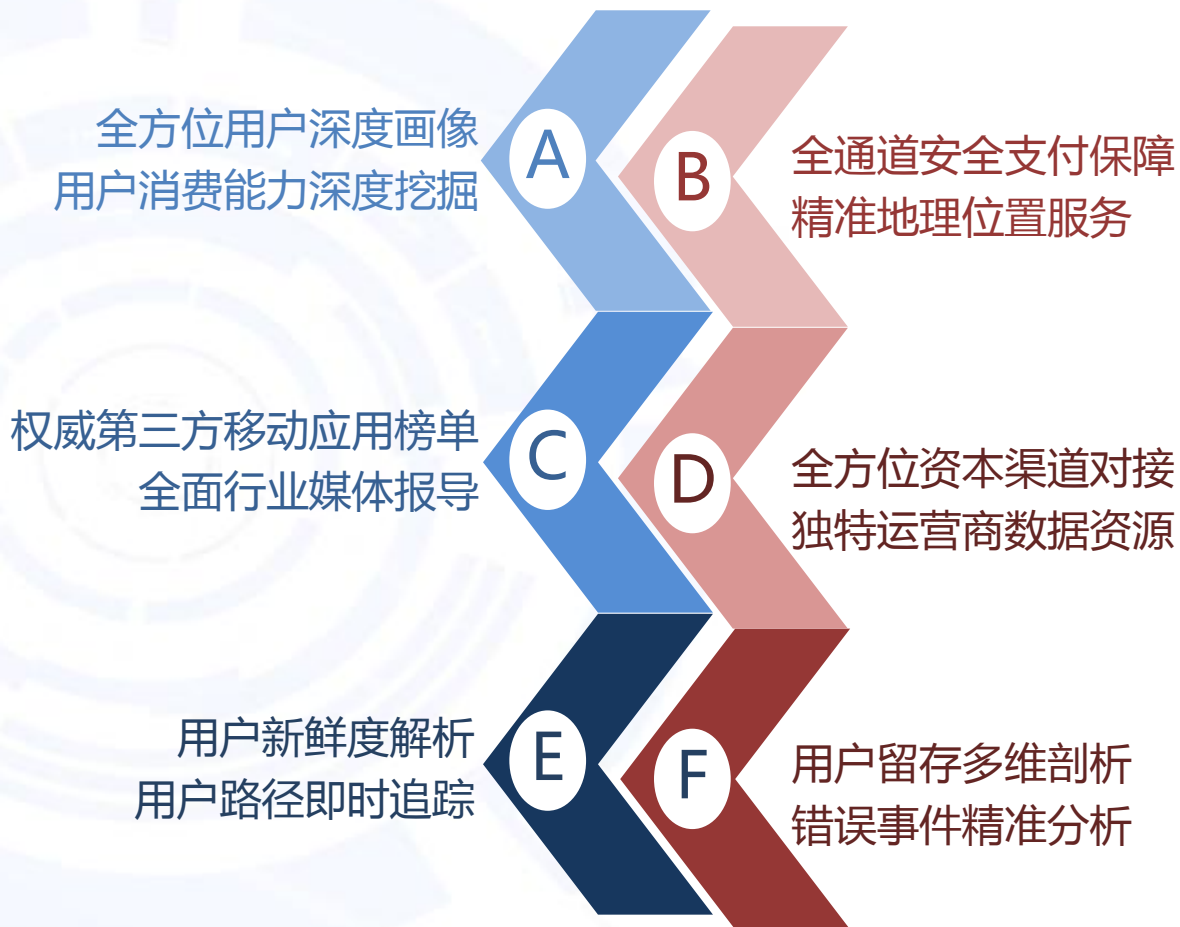 全方位用户深度画像
用户消费能力深度挖掘
A
B
全通道安全支付保障
精准地理位置服务
权威第三方移动应用榜单
全面行业媒体报导
C
D
全方位资本渠道对接
独特运营商数据资源
用户新鲜度解析
用户路径即时追踪
E
F
用户留存多维剖析
错误事件精准分析